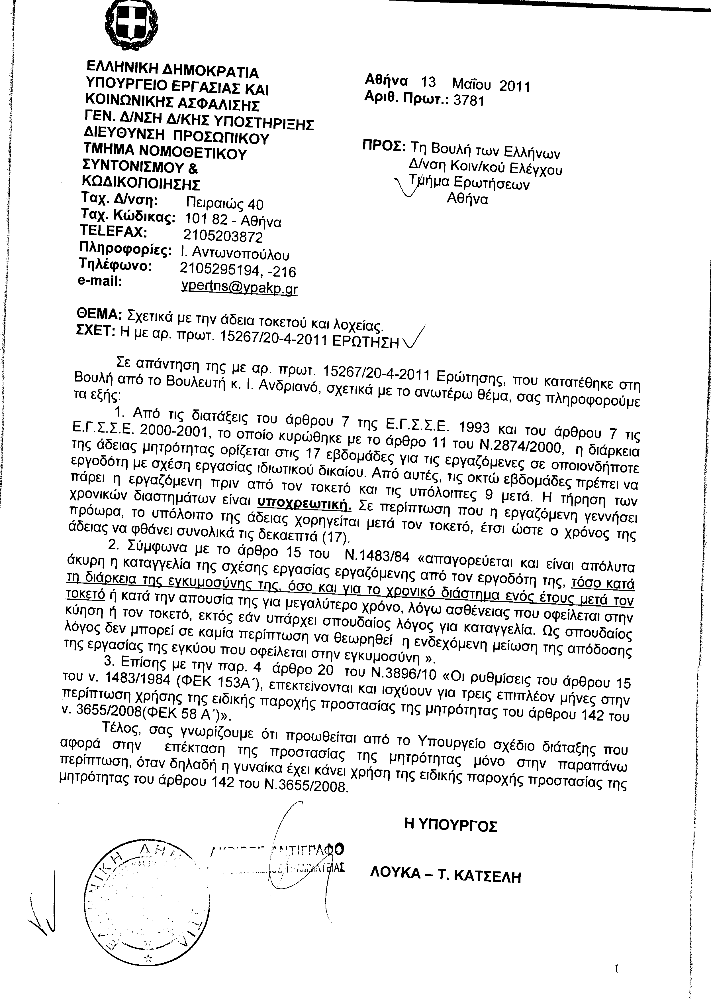 ΕΛΛΗΝΙΚΗ ΔΗΜΟΚΡΑΤΙΑ
ΥΠΟΥΡΓΕΙΟ ΕΡΓΑΣΙΑΣ ΚΑΙ
ΚΟΙΝΩΝΙΚΗΣ ΑΣΦΑΛΙΣΗΣ
ΓΕΝ. Δ/ΝΣΗ Δ/ΚΗΣ ΥΠΟΣΤΗΡΙΞΗΣ
ΔΙΕΥΘΥΝΣΗ ΠΡΟΣΩΠΙΚΟΥ
ΤΜΗΜΑ ΝΟΜΟΘΕΤΙΚΟΥ
ΣΥΝΤΟΝΙΣΜΟΥ &
ΚΩΔΙΚΟΠΟΙΗΣΗΣ
Ταχ. Δ/νση: Πειραιώς 40
Ταχ. Κώδικας: 101 82 - Αθήνα
TELEFAX: 2105203872
Πληροφορίες: Ι. Αντωνοπούλου
Τηλέφωνο: 2105295194, -216
e-mail: ypertns@ypakp.gr
Αθήνα 13 Μαΐου 2011
Αριθ. Πρωτ.: 3781
ΠΡΟΣ: Τη Βουλή των Ελλήνων
Δ/νση Κοιν/κού Ελέγχου
Τμήμα Ερωτήσεων
Αθήνα
ΘΕΜΑ: Σχετικά με την άδεια τοκετού και λοχείας.
ΣΧΕΤ: Η με αρ. πρωτ. 15267/20-4-2011 ΕΡΩΤΗΣΗ
Σε απάντηση της με αρ. πρωτ. 15267/20-4-2011 Ερώτησης, που κατατέθηκε στη
Βουλή από το Βουλευτή κ. Ι. Ανδριανό, σχετικά με το ανωτέρω θέμα, σας πληροφορούμε
τα εξής:
1. Από τις διατάξεις του άρθρου 7 της Ε.Γ.Σ.Σ.Ε. 1993 και του άρθρου 7 τις
Ε.Γ.Σ.Σ.Ε. 2000-2001, το οποίο κυρώθηκε με το άρθρο 11 του Ν.2874/2000, η διάρκεια
της άδειας μητρότητας ορίζεται στις 17 εβδομάδες για τις εργαζόμενες σε οποιονδήποτε
εργοδότη με σχέση εργασίας ιδιωτικού δικαίου. Από αυτές, τις οκτώ εβδομάδες πρέπει να
πάρει η εργαζόμενη πριν από τον τοκετό και τις υπόλοιπες 9 μετά. Η τήρηση των
χρονικών διαστημάτων είναι υποχρεωτική. Σε περίπτωση που η εργαζόμενη γεννήσει
πρόωρα, το υπόλοιπο της άδειας χορηγείται μετά τον τοκετό, έτσι ώστε ο χρόνος της
άδειας να φθάνει συνολικά τις δεκαεπτά (17).
2. Σύμφωνα με το άρθρο 15 του Ν.1483/84 «απαγορεύεται και είναι απόλυτα
άκυρη η καταγγελία της σχέσης εργασίας εργαζόμενης από τον εργοδότη της, τόσο κατά
τη διάρκεια της εγκυμοσύνης της, όσο και για το χρονικό διάστημα ενός έτους μετά τον
τοκετό ή κατά την απουσία της για μεγαλύτερο χρόνο, λόγω ασθένειας που οφείλεται στην
κύηση ή τον τοκετό, εκτός εάν υπάρχει σπουδαίος λόγος για καταγγελία. Ως σπουδαίος
λόγος δεν μπορεί σε καμία περίπτωση να θεωρηθεί η ενδεχόμενη μείωση της απόδοσης
της εργασίας της εγκύου που οφείλεται στην εγκυμοσύνη ».
3. Επίσης με την παρ. 4 άρθρο 20 του Ν.3896/10 «Οι ρυθμίσεις του άρθρου 15
του ν. 1483/1984 (ΦΕΚ 153Α΄), επεκτείνονται και ισχύουν για τρεις επιπλέον μήνες στην
περίπτωση χρήσης της ειδικής παροχής προστασίας της μητρότητας του άρθρου 142 του
ν. 3655/2008(ΦΕΚ 58 Α΄)».
Τέλος, σας γνωρίζουμε ότι προωθείται από το Υπουργείο σχέδιο διάταξης που
αφορά στην επέκταση της προστασίας της μητρότητας μόνο στην παραπάνω
περίπτωση, όταν δηλαδή η γυναίκα έχει κάνει χρήση της ειδικής παροχής προστασίας της
μητρότητας του άρθρου 142 του Ν.3655/2008.
Η ΥΠΟΥΡΓΟΣ
ΑΝΤΙΓΡΑΦΟ
ΓΡΑΜΜΑΤΕΙΑΣ
ΛΟΥΚΑ – Τ. ΚΑΤΣΕΛΗ
1